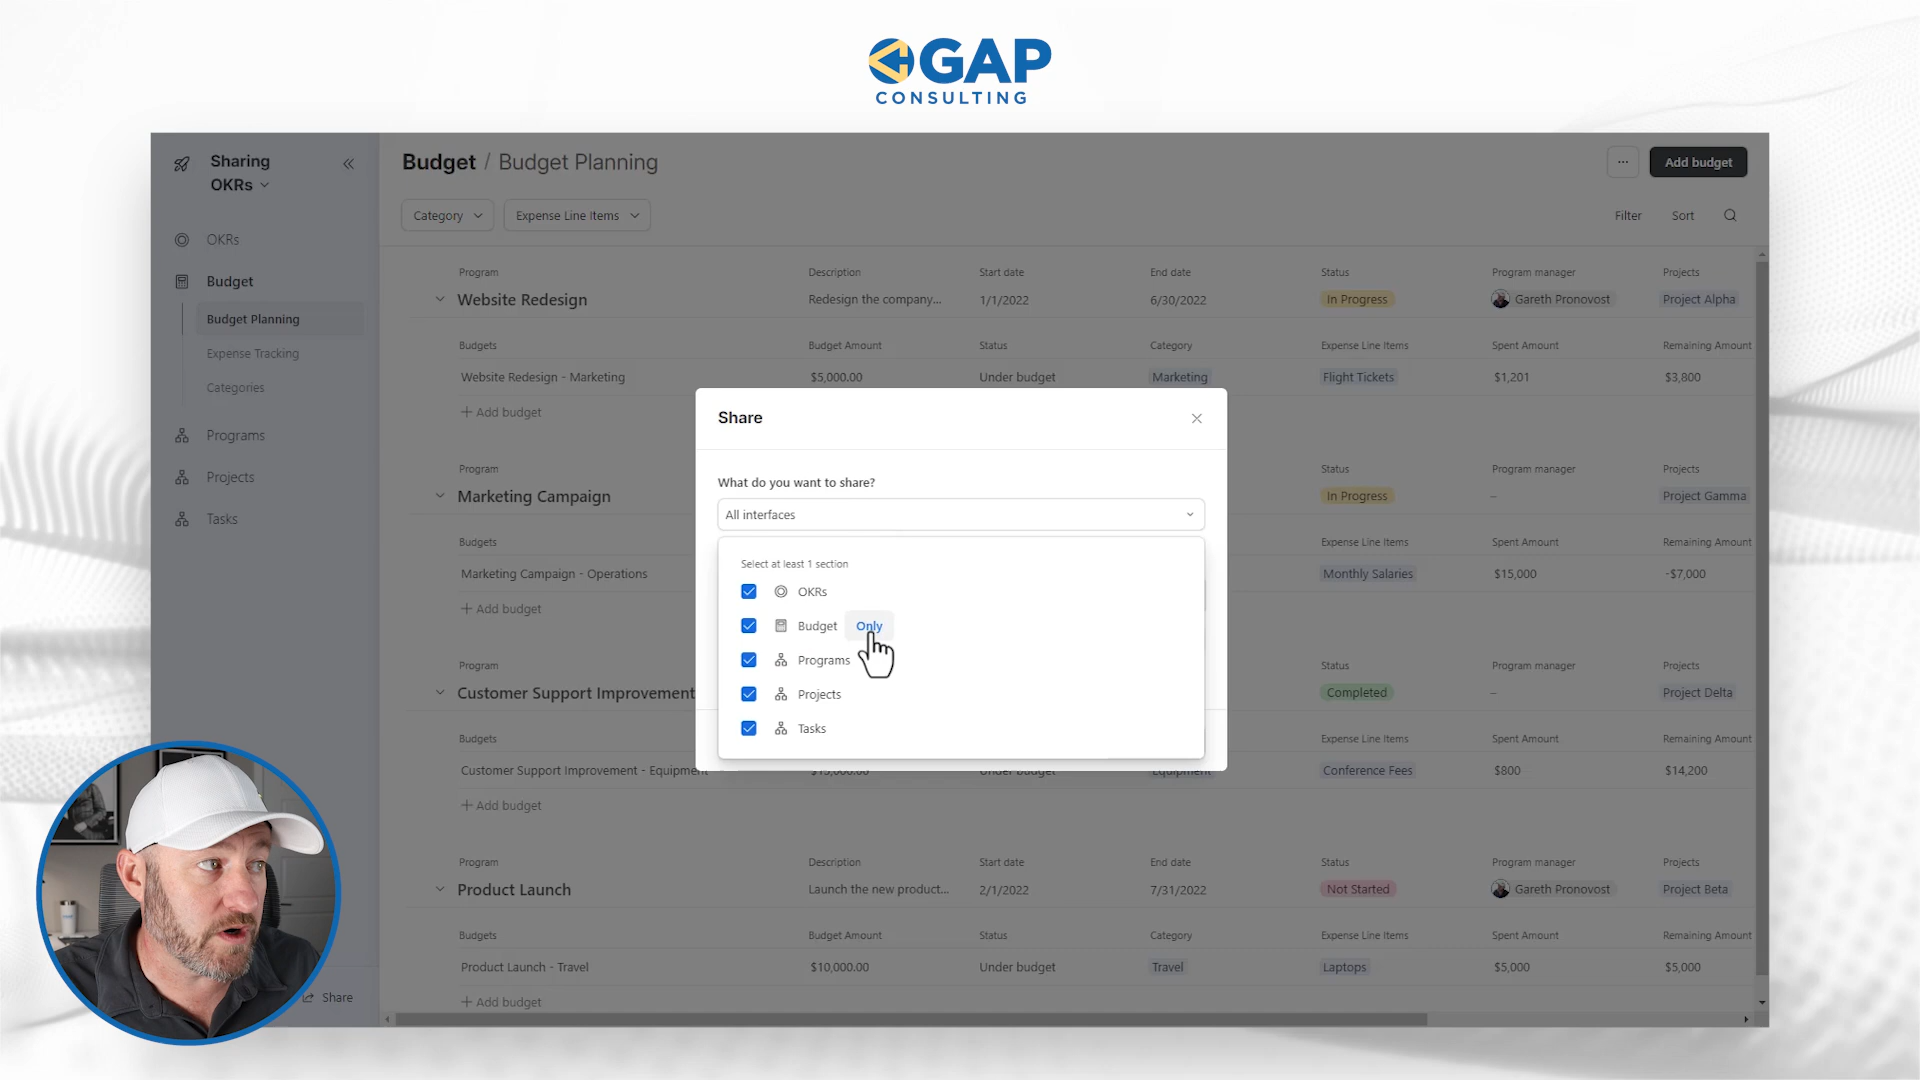 GAP
CONSULTING
Sharing
OKRs
Budget / Budget Planning
... Add budget
Category Expense Line Items Filter Sort
OKRs
Budget
Budget Planning
Expense Tracking
Categories
Programs
Projects
Tasks
Share
Program Description Start date End date Status Program manager Projects
Website Redesign Redesign the company... 1/1/2022 6/30/2022 In Progress Gareth Pronovost Project Alpha
Budgets Budget Amount Status Category Expense Line Items Spent Amount Remaining Amount
Website Redesign - Marketing $5,000.00 Under budget Marketing Flight Tickets $1,201 $3,800
+ Add budget
Program Status Program manager Projects
Marketing Campaign In Progress – Project Gamma
Budgets Expense Line Items Spent Amount Remaining Amount
Marketing Campaign - Operations Monthly Salaries $15,000 -$7,000
+ Add budget
Program Status Program manager Projects
Customer Support Improvement Completed – Project Delta
Budgets Expense Line Items Spent Amount Remaining Amount
Customer Support Improvement - Equipment $15,000.00 Under budget Equipment Conference Fees $800 $14,200
+ Add budget
Program Description Start date End date Status Program manager Projects
Product Launch Launch the new product... 2/1/2022 7/31/2022 Not Started Gareth Pronovost Project Beta
Budgets Budget Amount Status Category Expense Line Items Spent Amount Remaining Amount
Product Launch - Travel $10,000.00 Under budget Travel Laptops $5,000 $5,000
+ Add budget
Share
What do you want to share?
All interfaces
Select at least 1 section
OKRs
Budget Only
Programs
Projects
Tasks